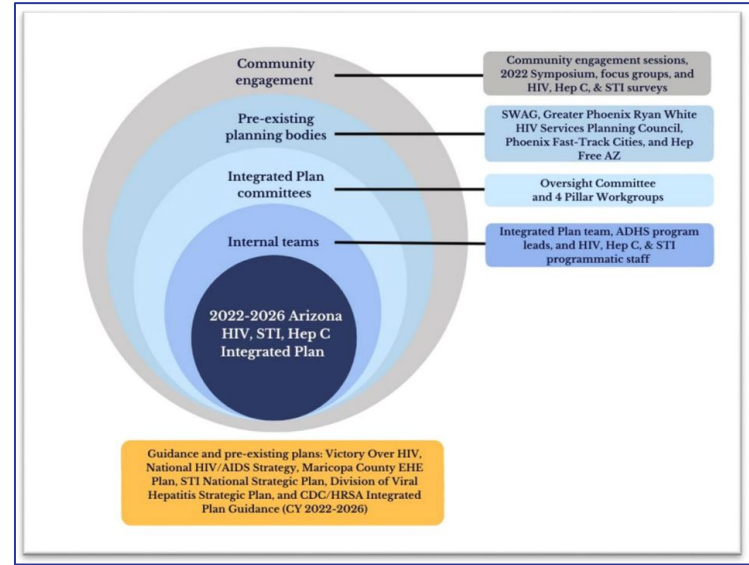 Community
engagement
Community engagement sessions,
2022 Symposium, focus groups, and
HIV, Hep C, & STI surveys
Pre-existing
planning bodies
SWAG, Greater Phoenix Ryan White
HIV Services Planning Council,
Phoenix Fast-Track Cities, and Hep
Free AZ
Integrated Plan
committees
Oversight Committee
and 4 Pillar Workgroups
Internal teams
Integrated Plan team, ADHS program
leads, and HIV, Hep C, & STI
programmatic staff
2022-2026 Arizona
HIV, STI, Hep C
Integrated Plan
Guidance and pre-existing plans: Victory Over HIV,
National HIV/AIDS Strategy, Maricopa County EHE
Plan, STI National Strategic Plan, Division of Viral
Hepatitis Strategic Plan, and CDC/HRSA Integrated
Plan Guidance (CY 2022-2026)